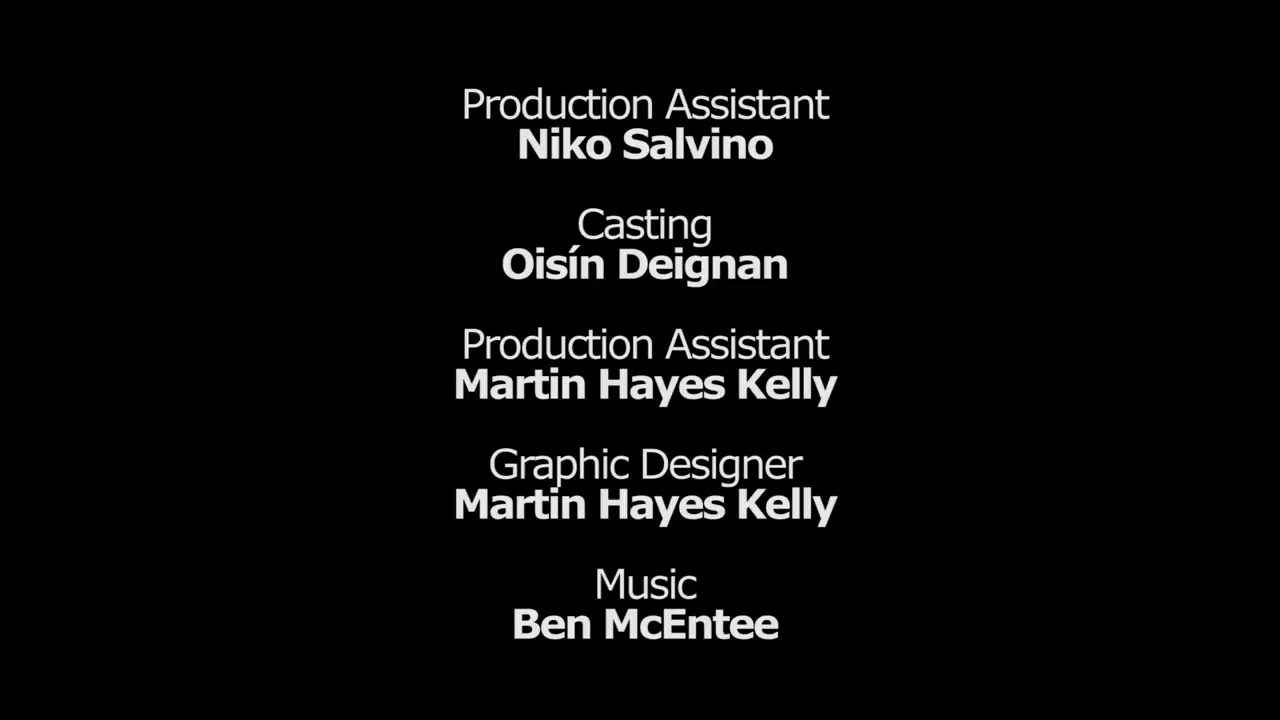 Production Assistant
Niko Salvino
Casting
Oisín Deignan
Production Assistant
Martin Hayes Kelly
Graphic Designer
Martin Hayes Kelly
Music
Ben McEntee